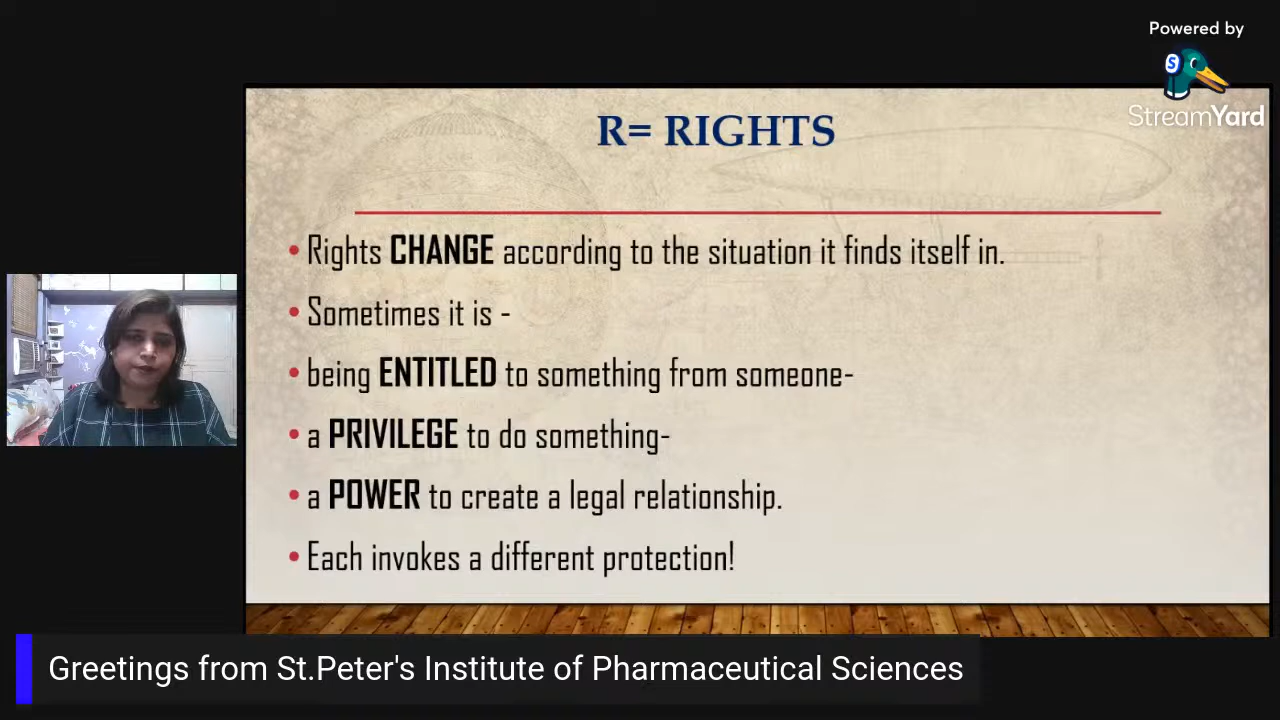 Powered by
StreamYard
R= RIGHTS
• Rights CHANGE according to the situation it finds itself in.
• Sometimes it is -
• being ENTITLED to something from someone-
• a PRIVILEGE to do something-
• a POWER to create a legal relationship.
• Each invokes a different protection!
Greetings from St.Peter's Institute of Pharmaceutical Sciences